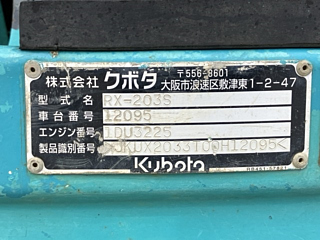 株式会社 クボタ 〒556-8601
大阪市浪速区敷津東1-2-47
型式名 RX-203S
車台番号 12095
エンジン番号 1DU3225
製品識別番号 >JKUX2033T00H12095<
Kubota